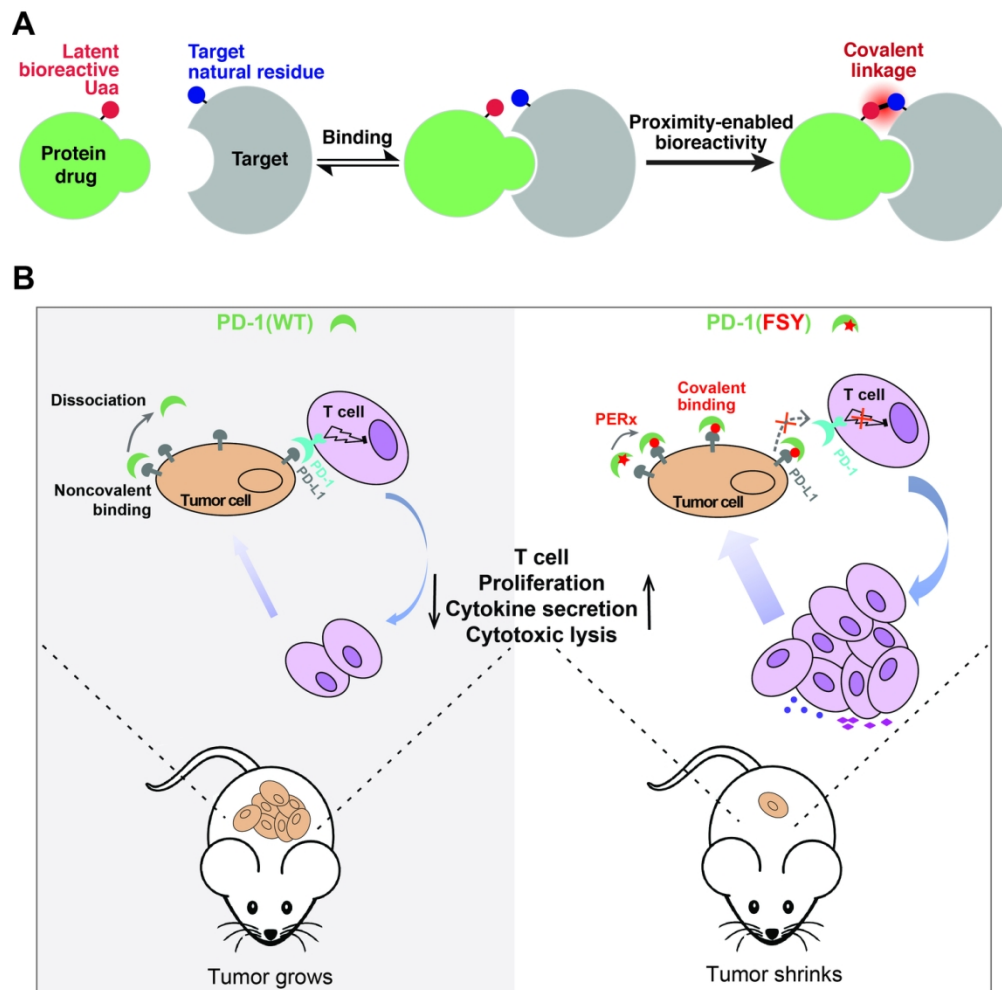 A
Latent
bioreactive
Uaa
Target
natural residue
Covalent
linkage
Protein
drug
Target
Binding
Proximity-enabled
bioreactivity
B
PD-1(WT)
PD-1(FSY)
Dissociation
T cell
PD-1
PD-L1
Noncovalent
binding
Tumor cell
PERx
Covalent
binding
T cell
PD-1
PD-L1
Tumor cell
T cell
Proliferation
Cytokine secretion
Cytotoxic lysis
Tumor grows
Tumor shrinks